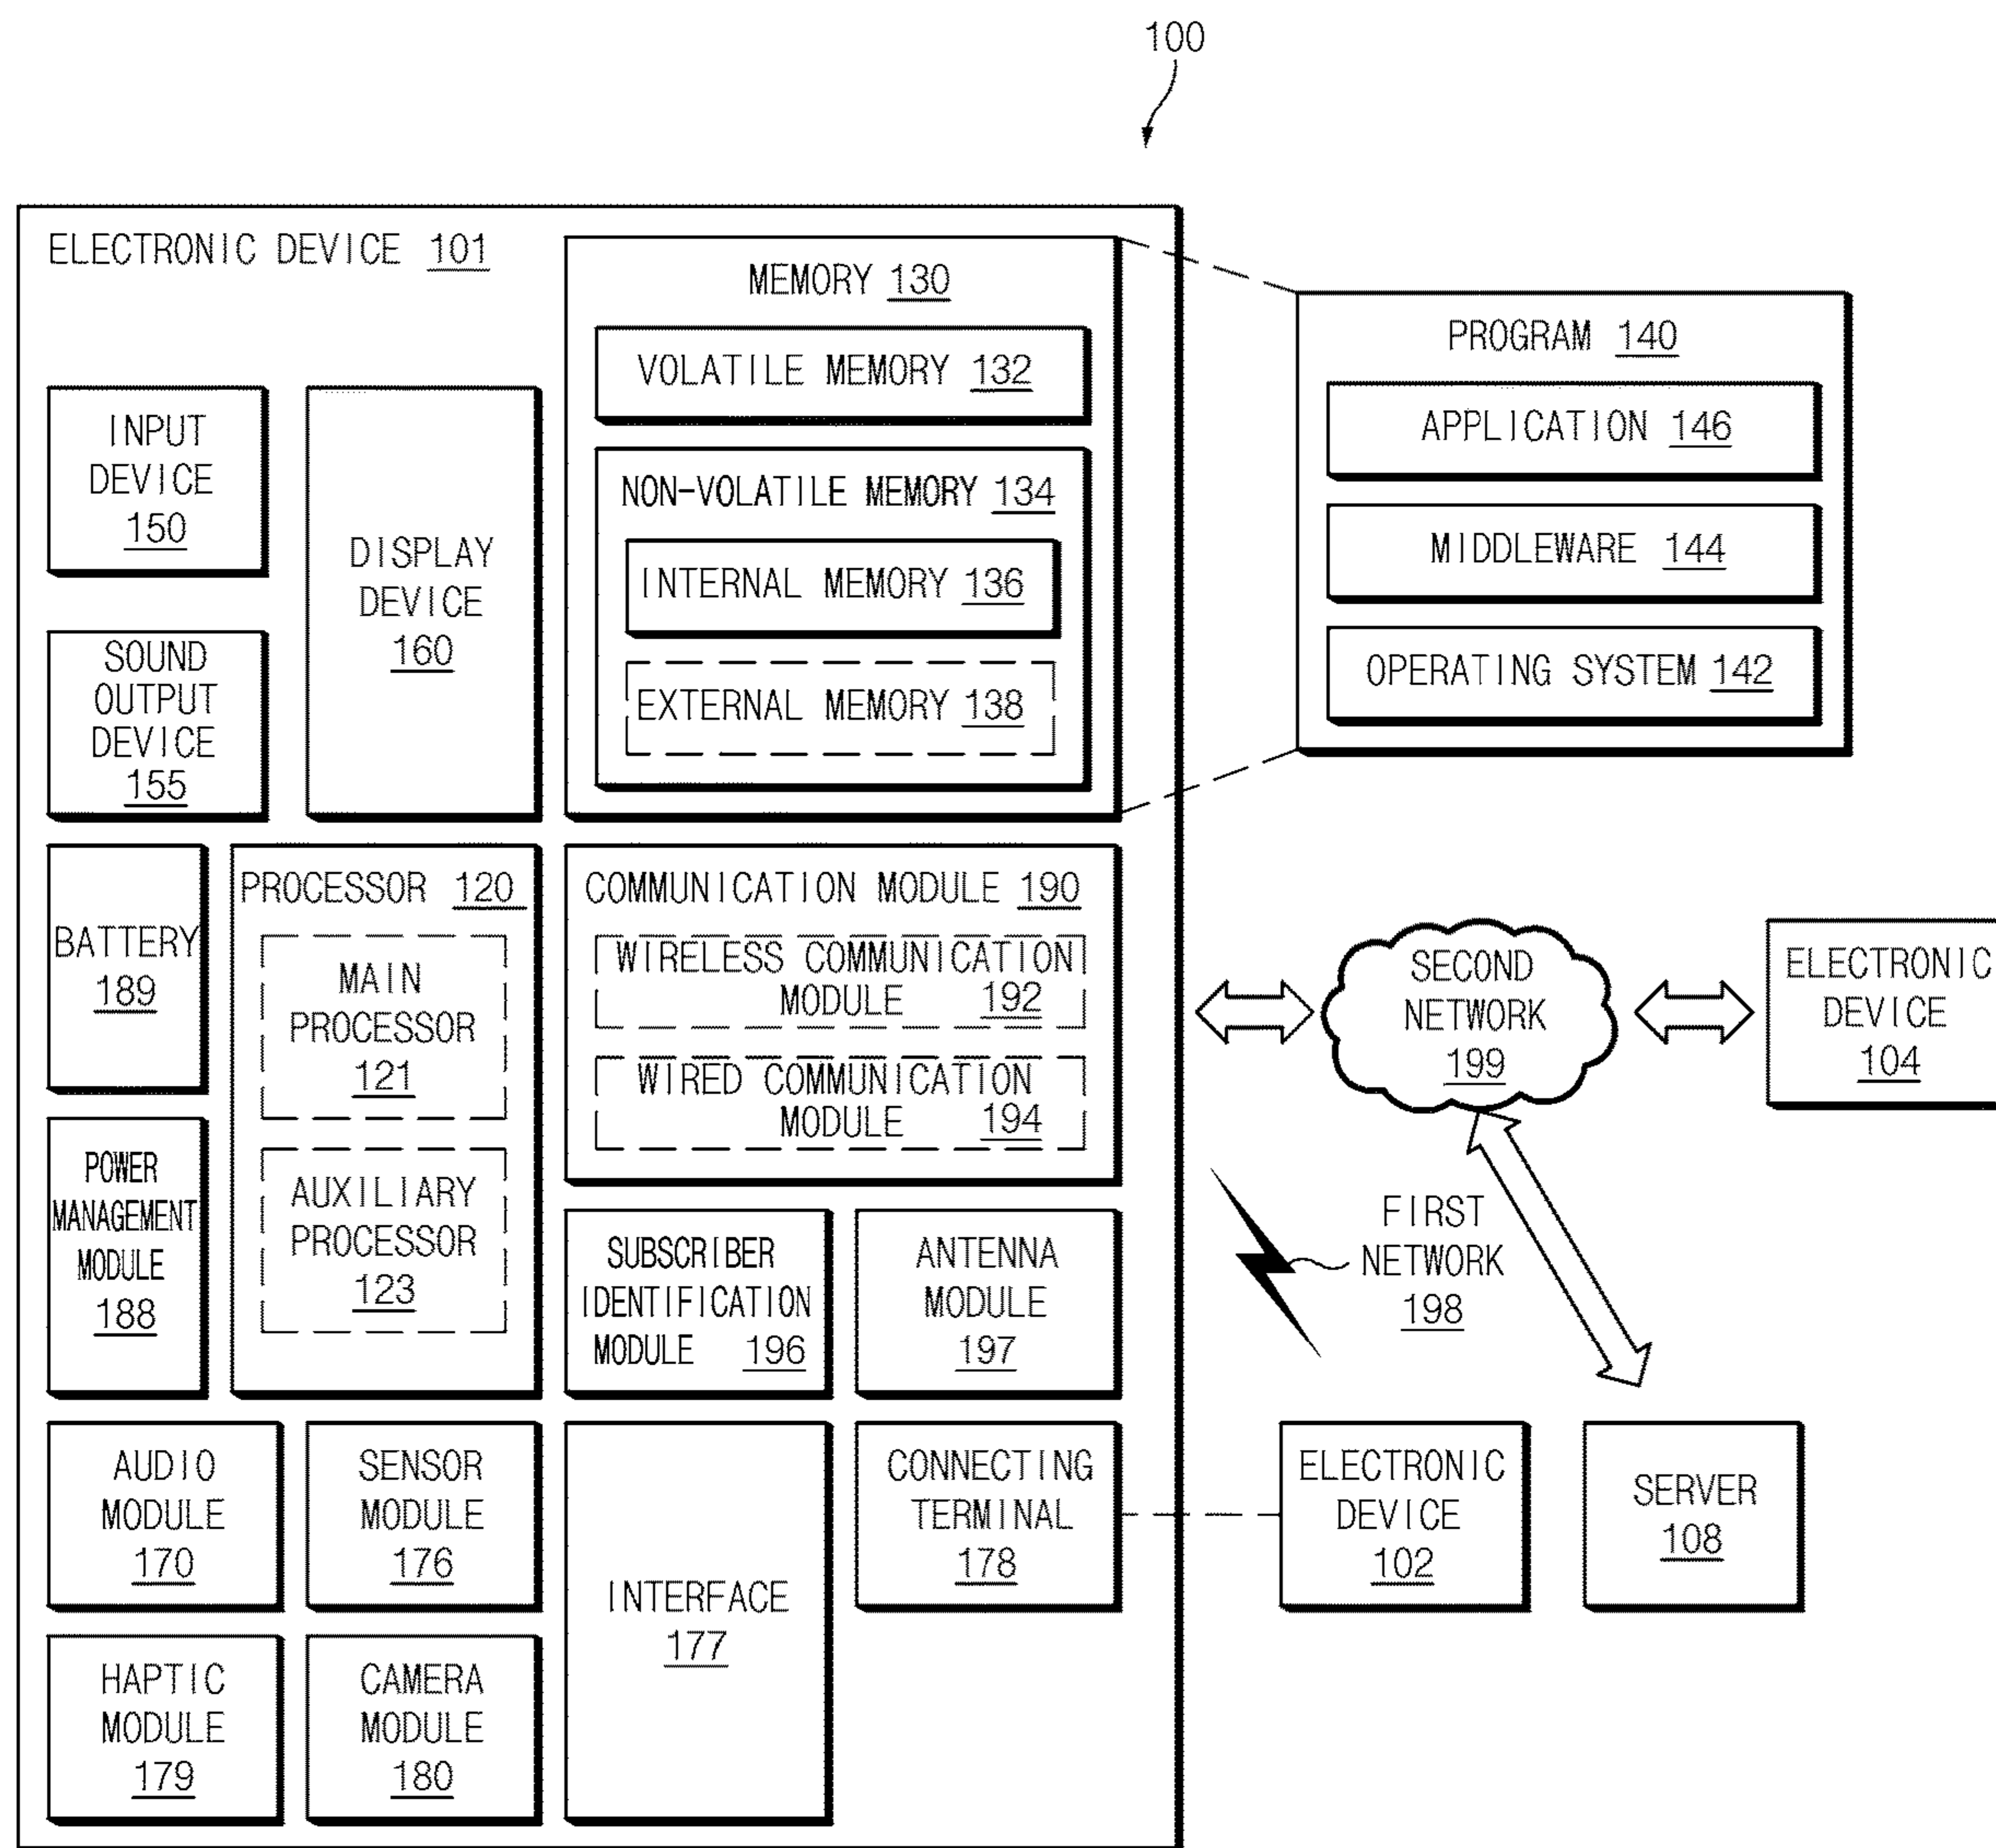 100
ELECTRONIC DEVICE 101
MEMORY 130
VOLATILE MEMORY 132
NON-VOLATILE MEMORY 134
INTERNAL MEMORY 136
EXTERNAL MEMORY 138
PROGRAM 140
APPLICATION 146
MIDDLEWARE 144
OPERATING SYSTEM 142
INPUT
DEVICE
150
SOUND
OUTPUT
DEVICE
155
DISPLAY
DEVICE
160
BATTERY
189
POWER
MANAGEMENT
MODULE
188
PROCESSOR 120
MAIN
PROCESSOR
121
AUXILIARY
PROCESSOR
123
COMMUNICATION MODULE 190
WIRELESS COMMUNICATION
MODULE 192
WIRED COMMUNICATION
MODULE 194
SUBSCRIBER
IDENTIFICATION
MODULE 196
ANTENNA
MODULE
197
SECOND
NETWORK
199
ELECTRONIC
DEVICE
104
FIRST
NETWORK
198
AUDIO
MODULE
170
SENSOR
MODULE
176
INTERFACE
177
CONNECTING
TERMINAL
178
ELECTRONIC
DEVICE
102
SERVER
108
HAPTIC
MODULE
179
CAMERA
MODULE
180